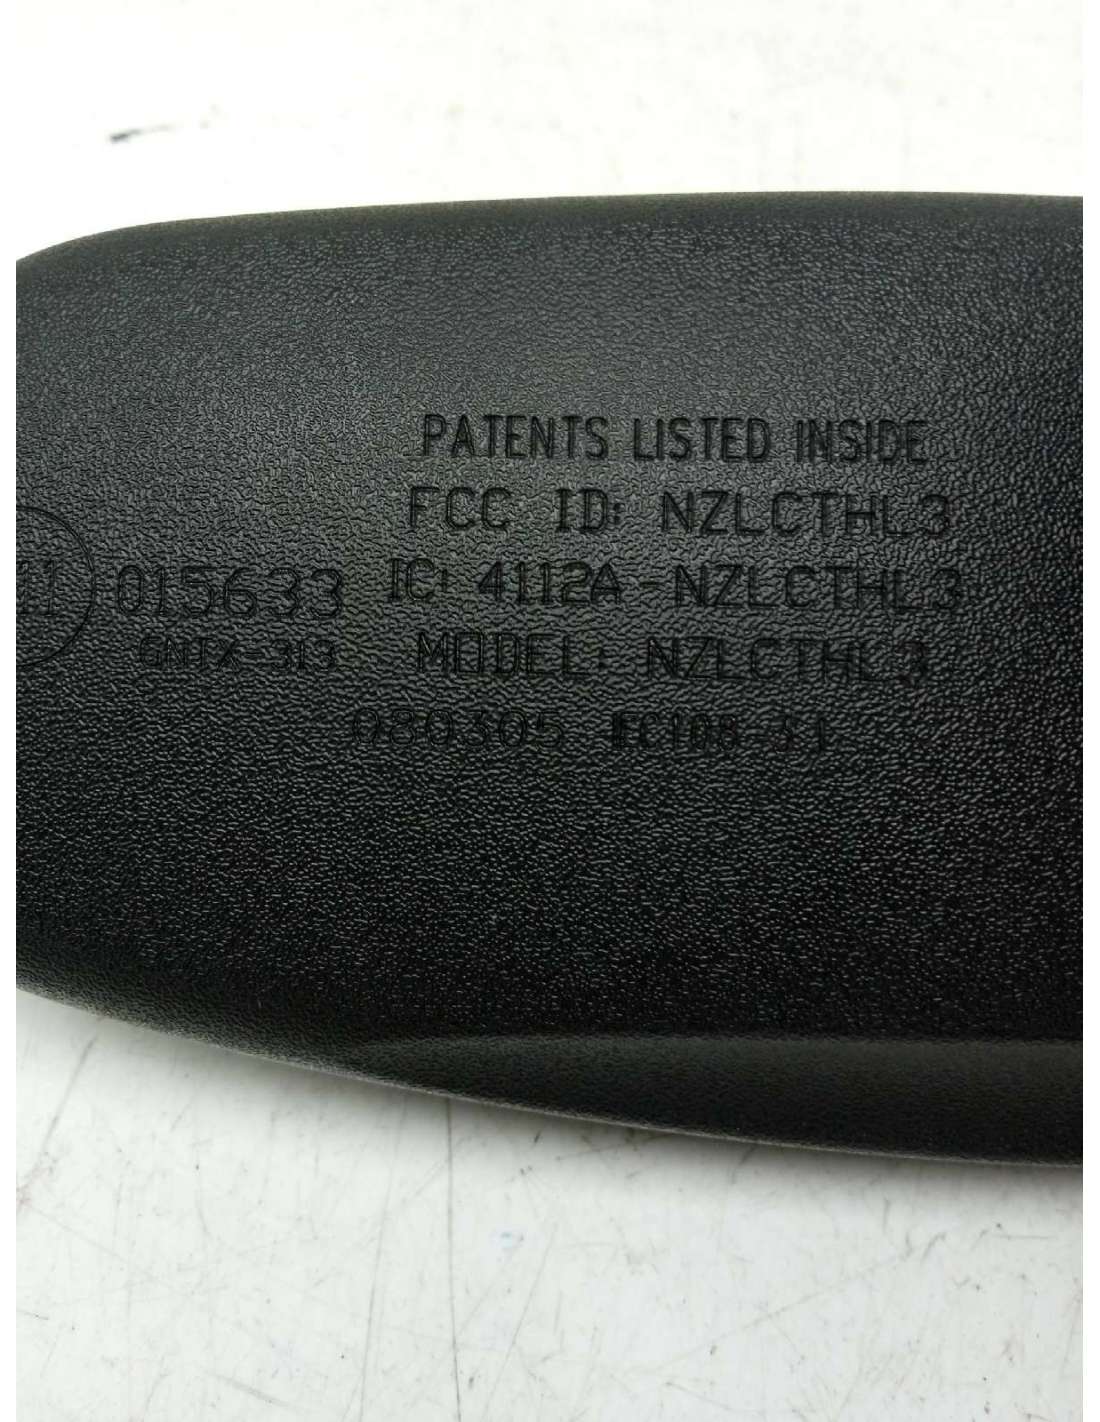 PATENTS LISTED INSIDE
FCC ID: NZLCTHL3
015633 IC: 4112A-NZLCTHL3
GNTX-313 MODEL: NZLCTHL3
080305